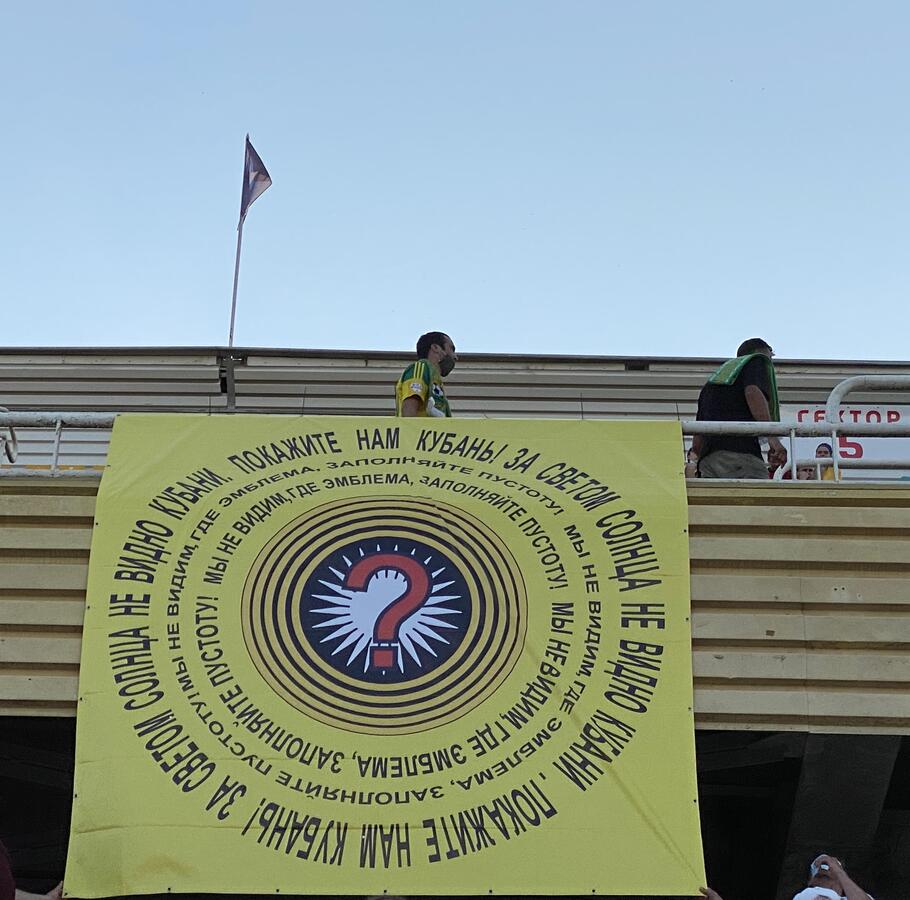 ЗА СВЕТОМ СОЛНЦА НЕ ВИДНО КУБАНИ. ПОКАЖИТЕ НАМ КУБАНЬ! ЗА СВЕТОМ СОЛНЦА НЕ ВИДНО КУБАНИ. ПОКАЖИТЕ НАМ КУБАНЬ!
МЫ НЕ ВИДИМ, ГДЕ ЭМБЛЕМА, ЗАПОЛНЯЙТЕ ПУСТОТУ! МЫ НЕ ВИДИМ, ГДЕ ЭМБЛЕМА, ЗАПОЛНЯЙТЕ ПУСТОТУ!
МЫ НЕ ВИДИМ, ГДЕ ЭМБЛЕМА, ЗАПОЛНЯЙТЕ ПУСТОТУ! МЫ НЕ ВИДИМ, ГДЕ ЭМБЛЕМА, ЗАПОЛНЯЙТЕ ПУСТОТУ!
?
СЕКТОР
5